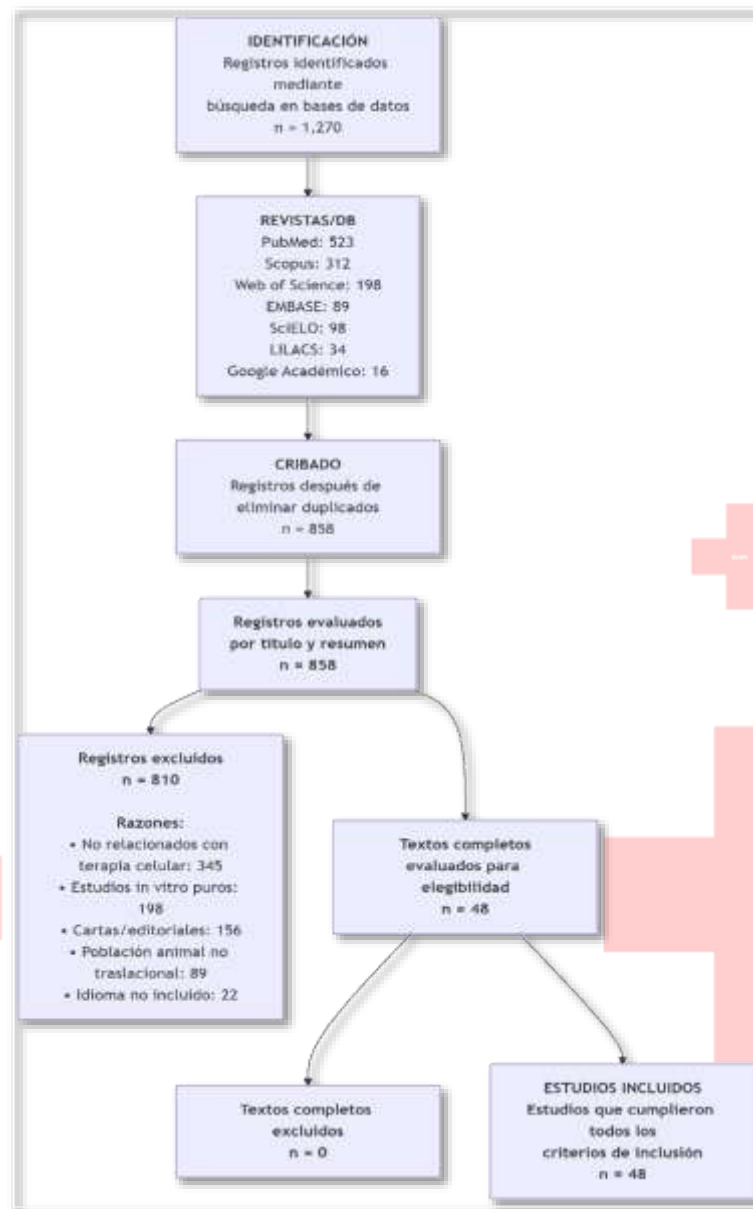 IDENTIFICACIÓN
Registros identificados
mediante
búsqueda en bases de datos
n = 1,270
REVISTAS/DB
PubMed: 523
Scopus: 312
Web of Science: 198
EMBASE: 89
SciELO: 98
LILACS: 34
Google Académico: 16
CRIBADO
Registros después de
eliminar duplicados
n = 858
Registros evaluados
por título y resumen
n = 858
Registros excluidos
n = 810
Razones:
• No relacionados con
terapia celular: 345
• Estudios in vitro puros:
198
• Cartas/editoriales: 156
• Población animal no
traslacional: 89
• Idioma no incluido: 22
Textos completos
evaluados para
elegibilidad
n = 48
Textos completos
excluidos
n = 0
ESTUDIOS INCLUIDOS
Estudios que cumplieron
todos los
criterios de inclusión
n = 48